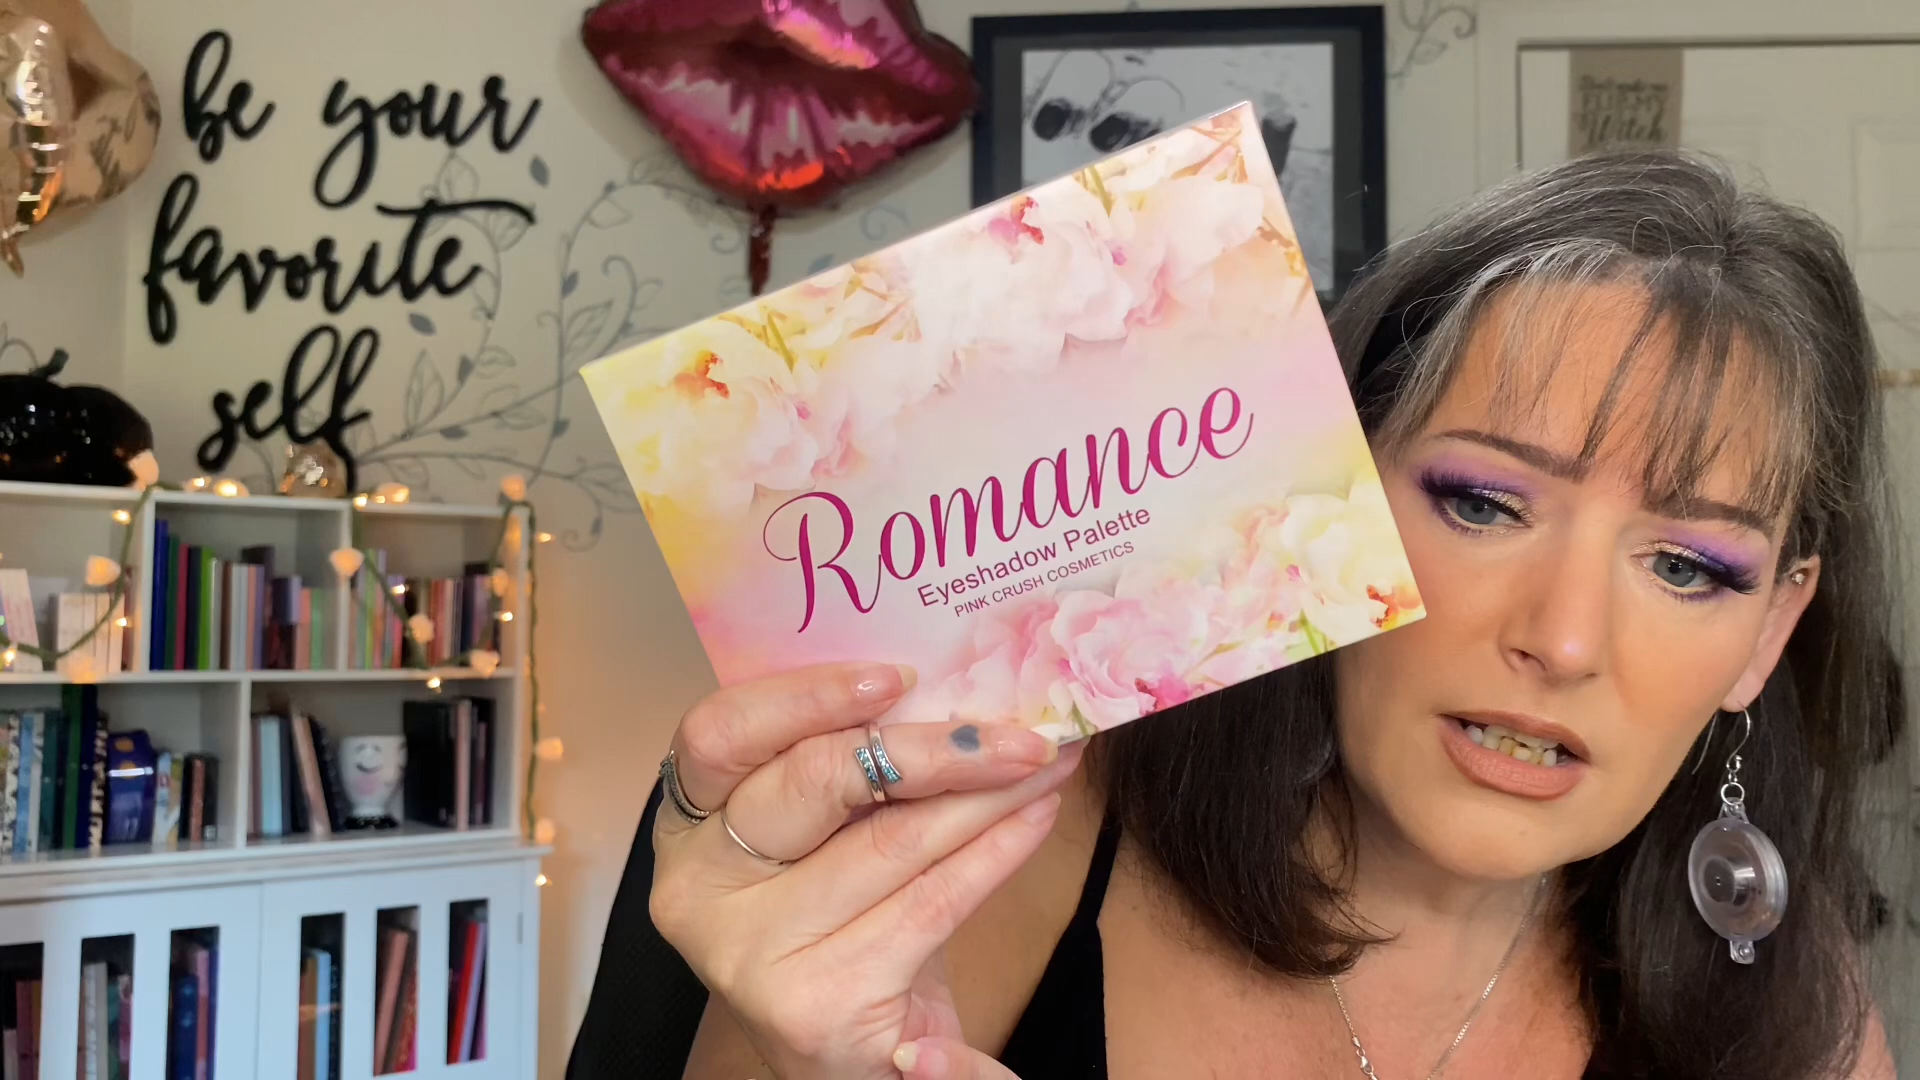 be your
favorite
self
Romance
Eyeshadow Palette
PINK CRUSH COSMETICS